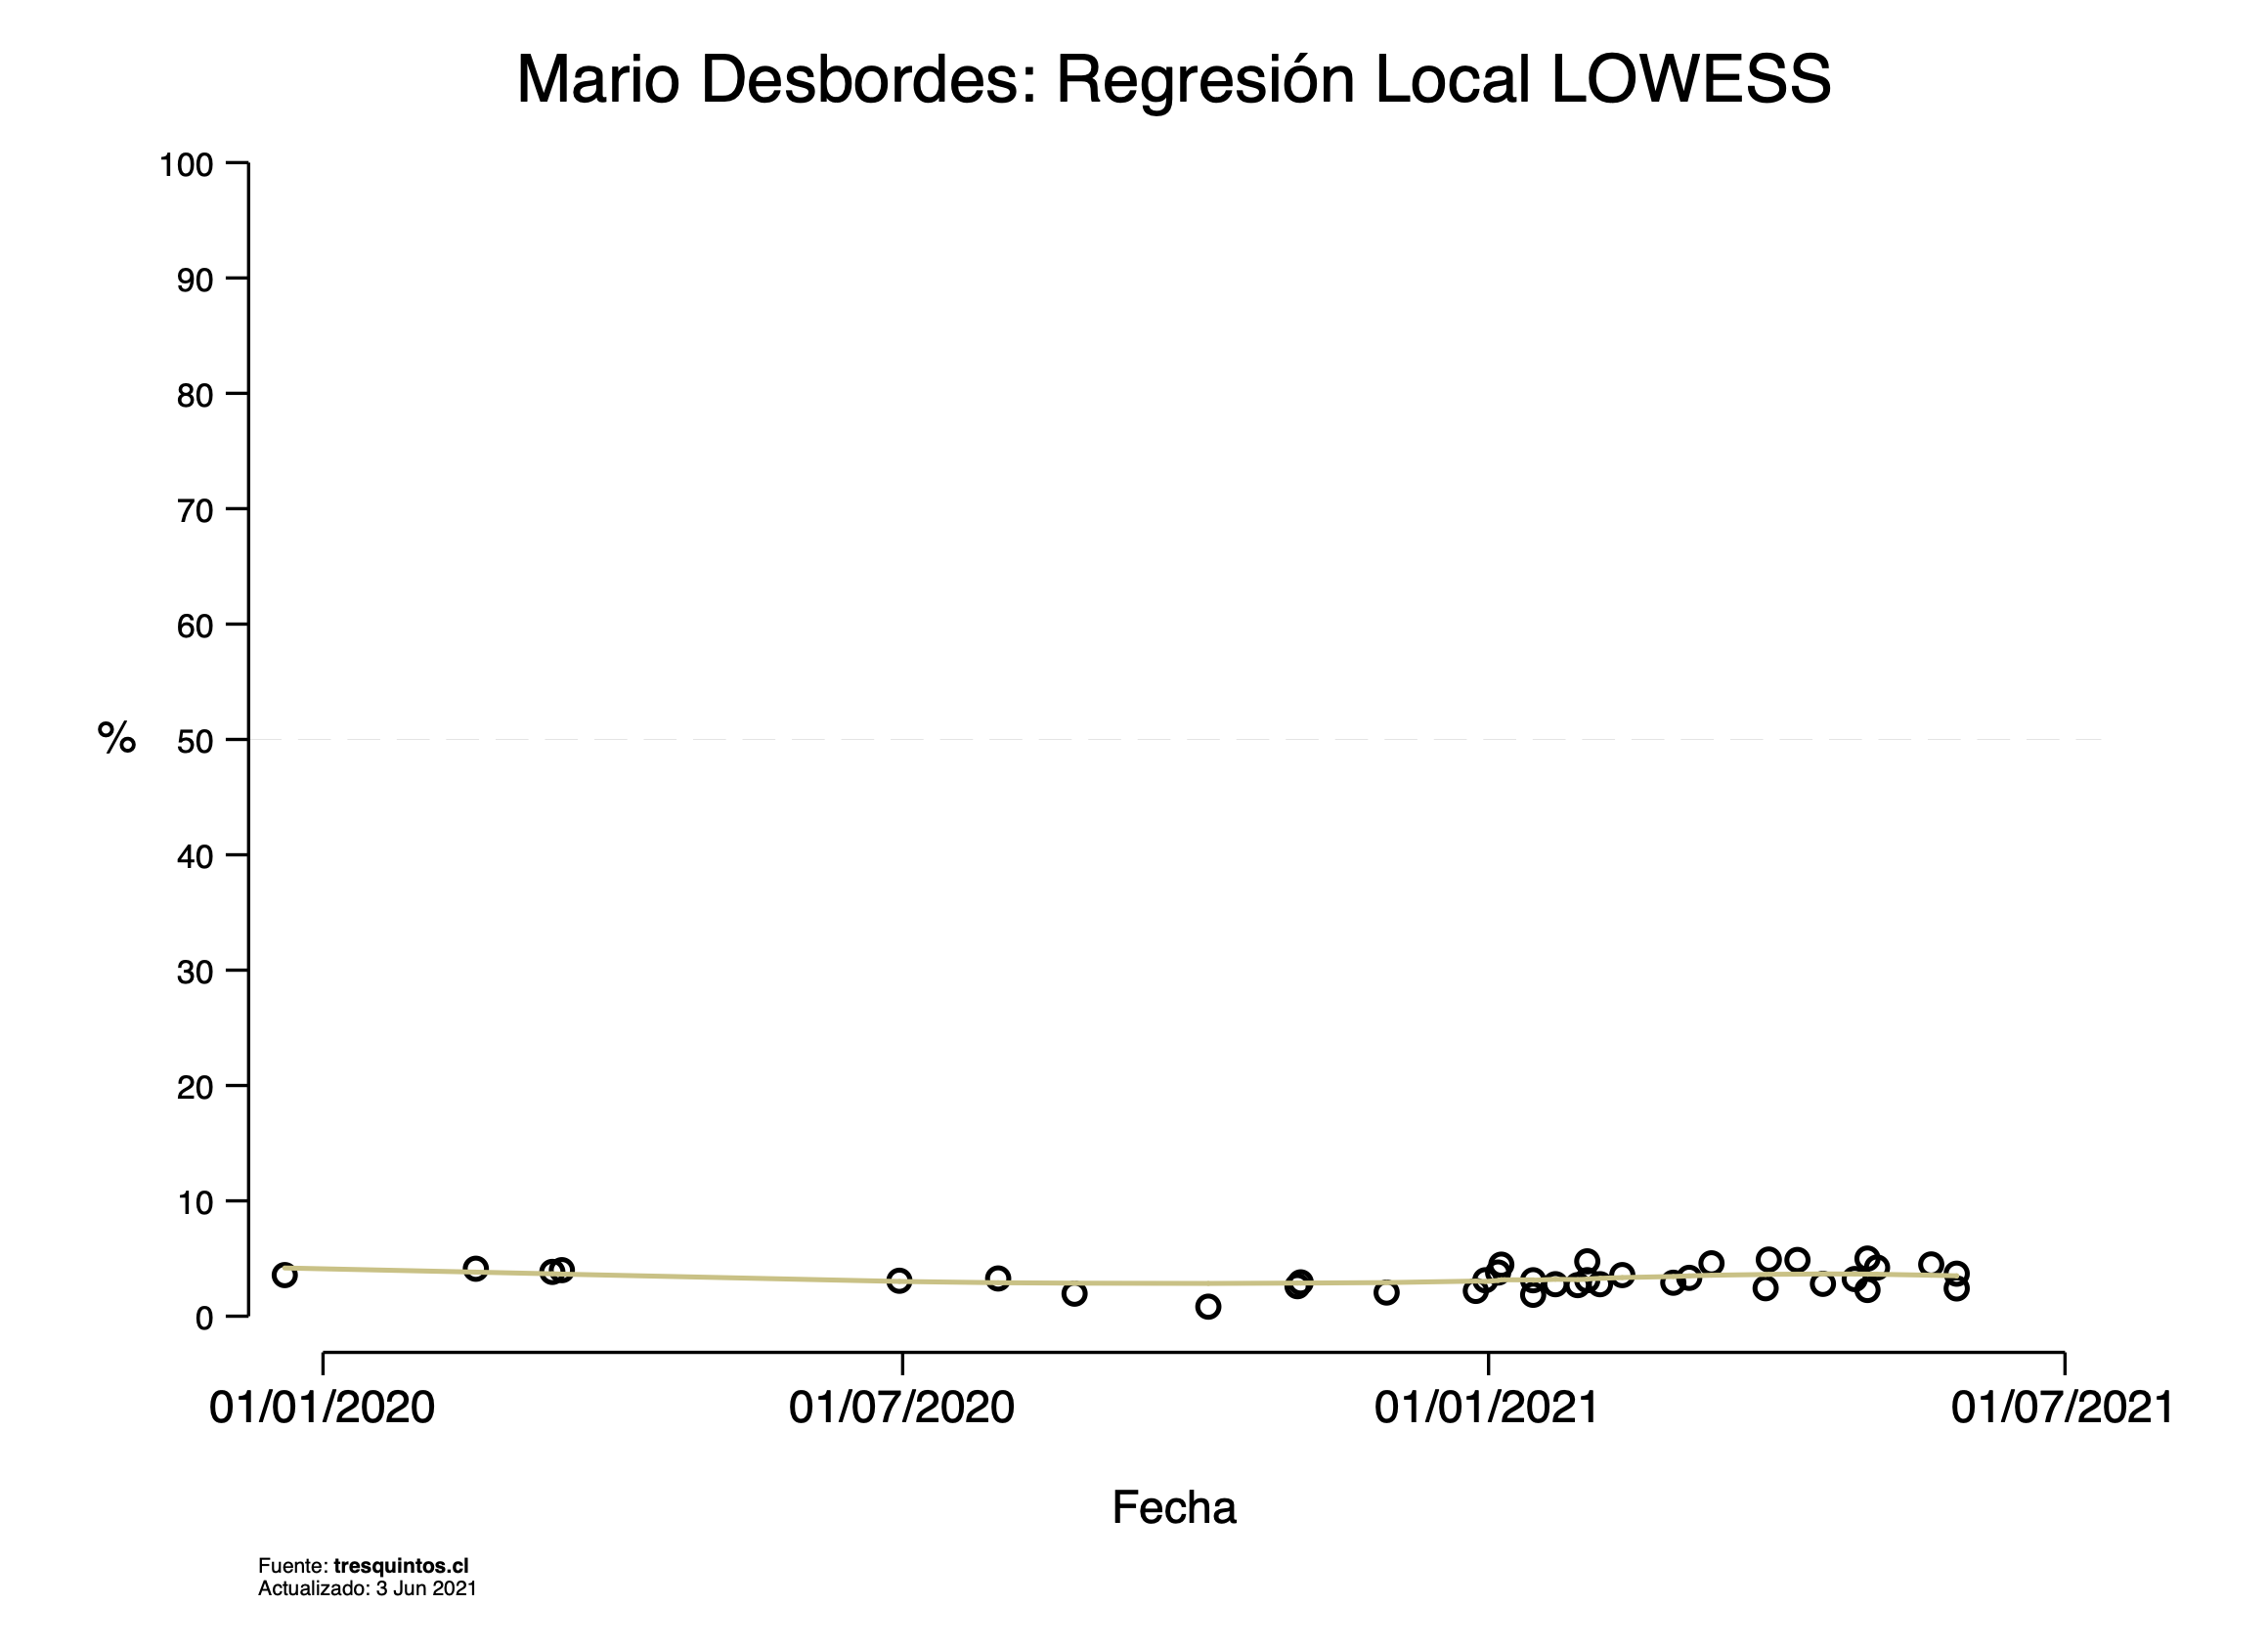 Mario Desbordes: Regresión Local LOWESS
100
90
80
70
60
% 50
40
30
20
10
0
01/01/2020 01/07/2020 01/01/2021 01/07/2021
Fecha
Fuente: tresquintos.cl
Actualizado: 3 Jun 2021